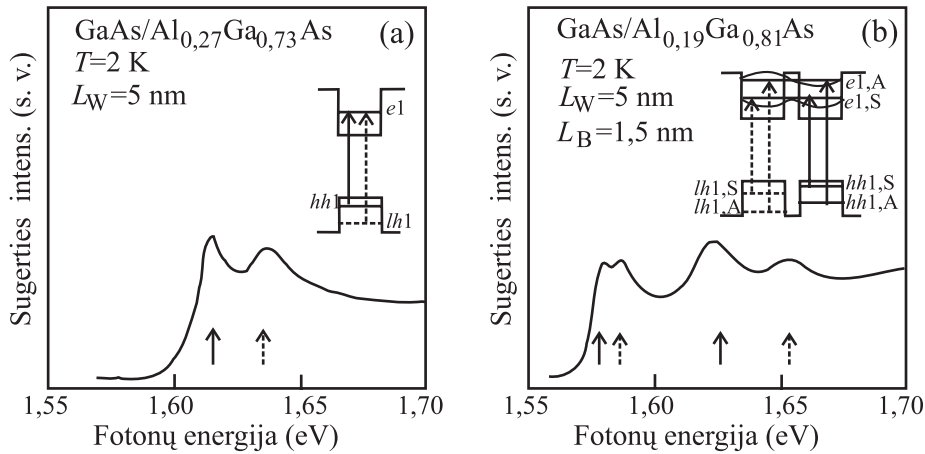 GaAs/Al0,27Ga0,73As
(a)
T=2 K
LW=5 nm
e1
hh1
lh1
Sugerties intens. (s. v.)
1,55
1,60
1,65
1,70
Fotonų energija (eV)
GaAs/Al0,19Ga0,81As
(b)
T=2 K
LW=5 nm
LB=1,5 nm
e1,A
e1,S
lh1,S
lh1,A
hh1,S
hh1,A
Sugerties intens. (s. v.)
1,55
1,60
1,65
1,70
Fotonų energija (eV)